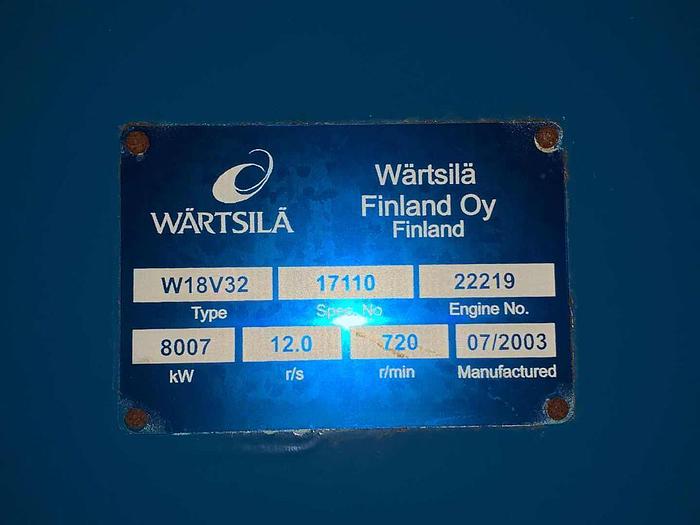 WÄRTSILÄ
Wärtsilä
Finland Oy
Finland
W18V32 17110 22219
Type Spec. No Engine No.
8007 12.0 720 07/2003
kW r/s r/min Manufactured